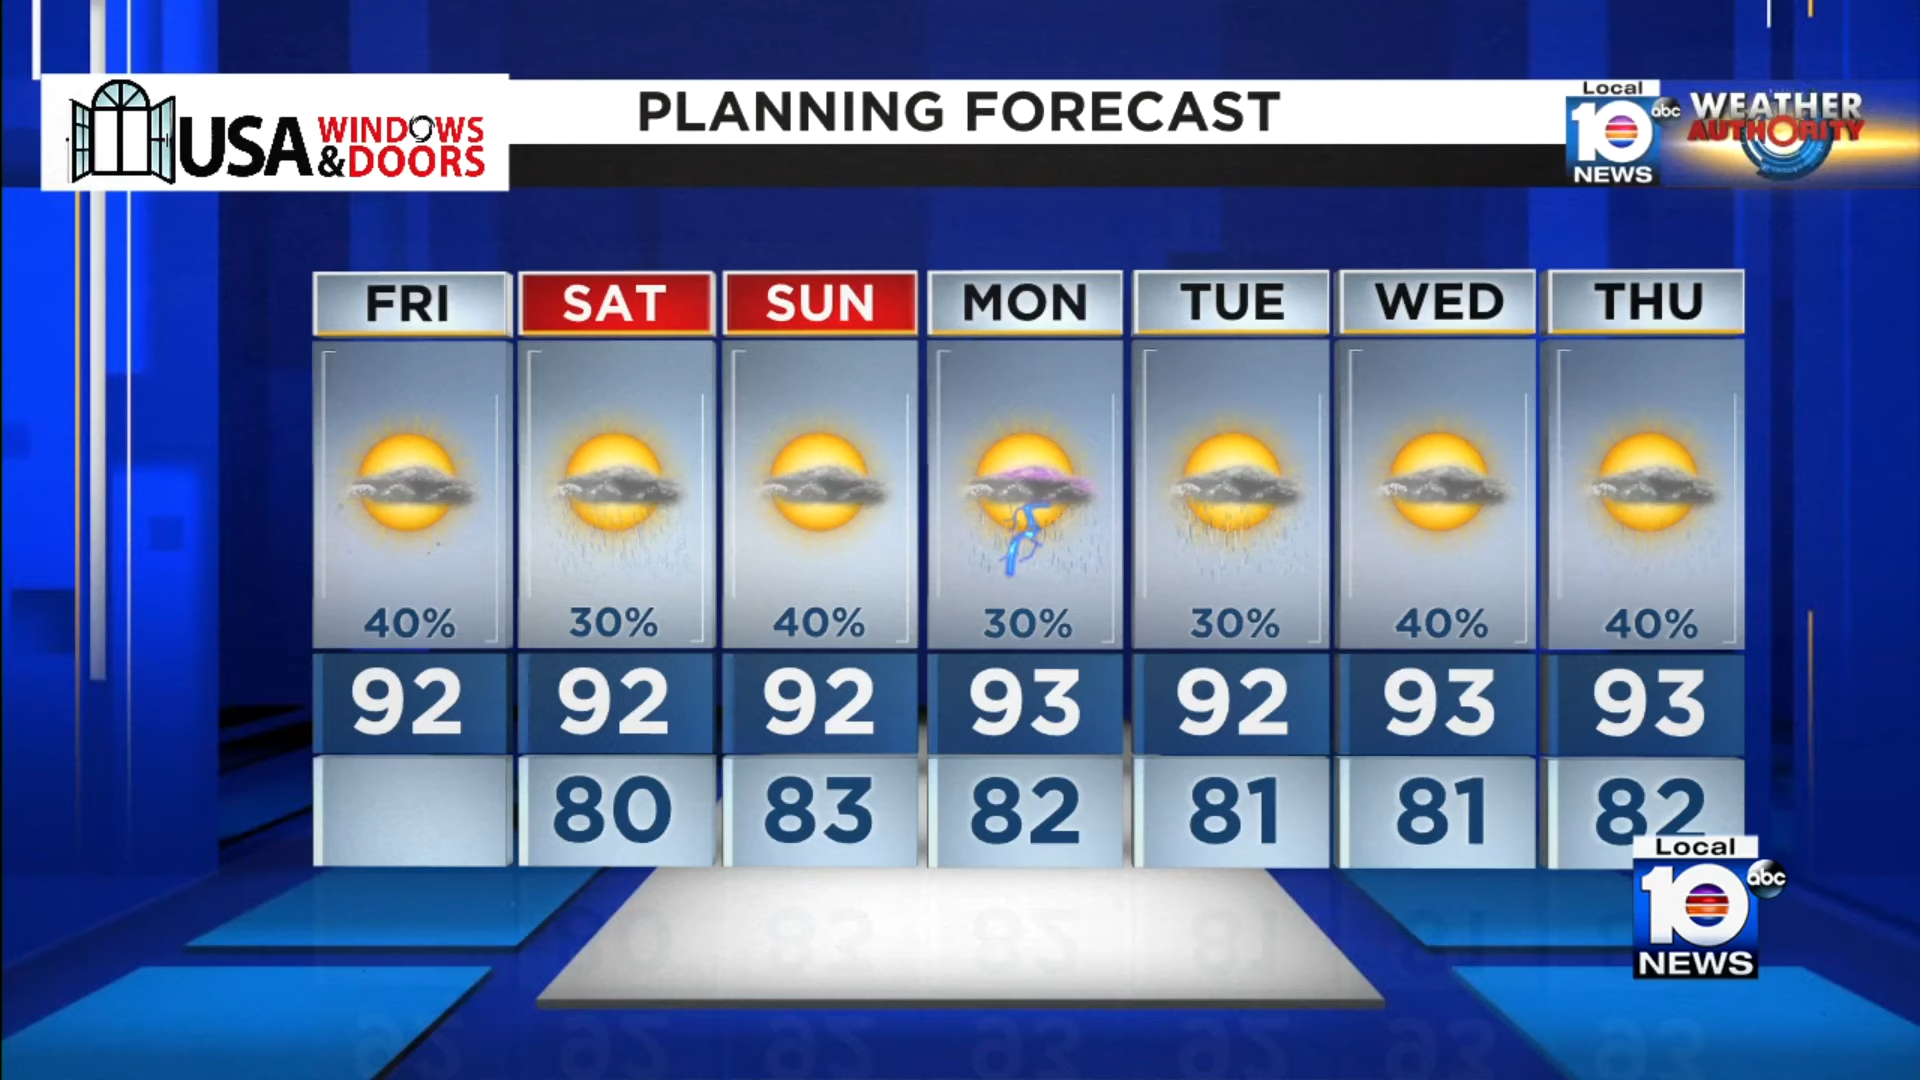 USA WINDOWS
&DOORS
PLANNING FORECAST
Local
10
abc
NEWS
WEATHER
AUTHORITY
FRI SAT SUN MON TUE WED THU
40% 30% 40% 30% 30% 40% 40%
92 92 92 93 92 93 93
80 83 82 81 81 82
Local
10
abc
NEWS